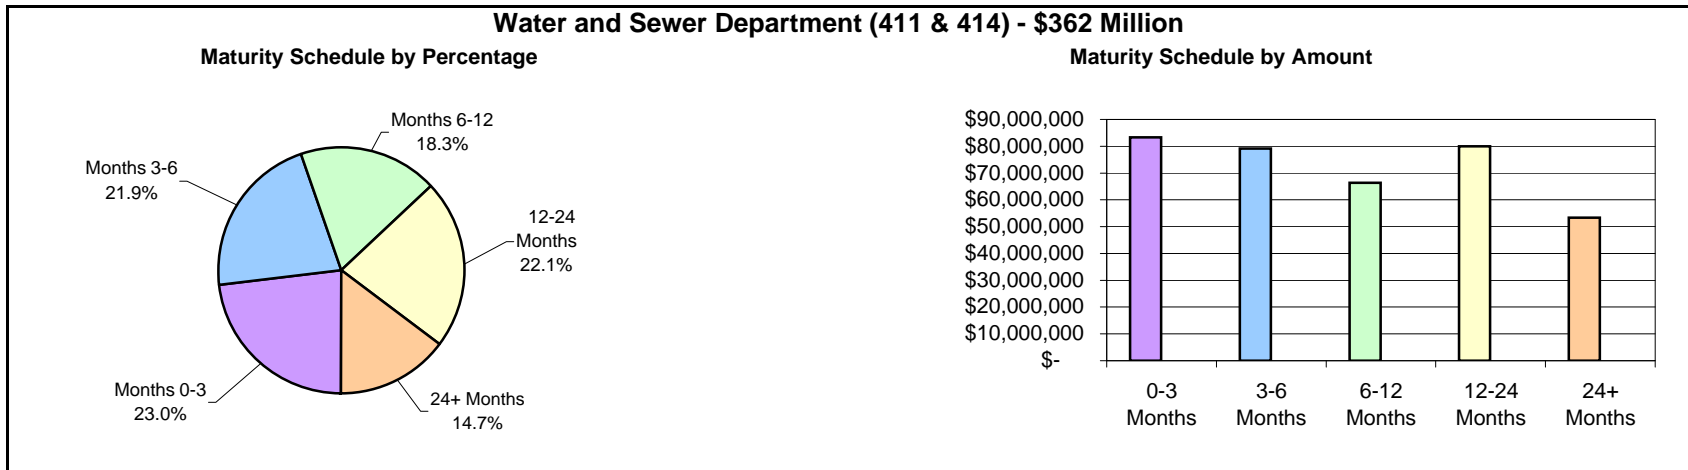 Water and Sewer Department (411 & 414) - $362 Million
Maturity Schedule by Percentage
Months 6-12
18.3%
Months 3-6
21.9%
12-24
Months
22.1%
Months 0-3
23.0%
24+ Months
14.7%
Maturity Schedule by Amount
$90,000,000
$80,000,000
$70,000,000
$60,000,000
$50,000,000
$40,000,000
$30,000,000
$20,000,000
$10,000,000
$-
0-3 3-6 6-12 12-24 24+
Months Months Months Months Months